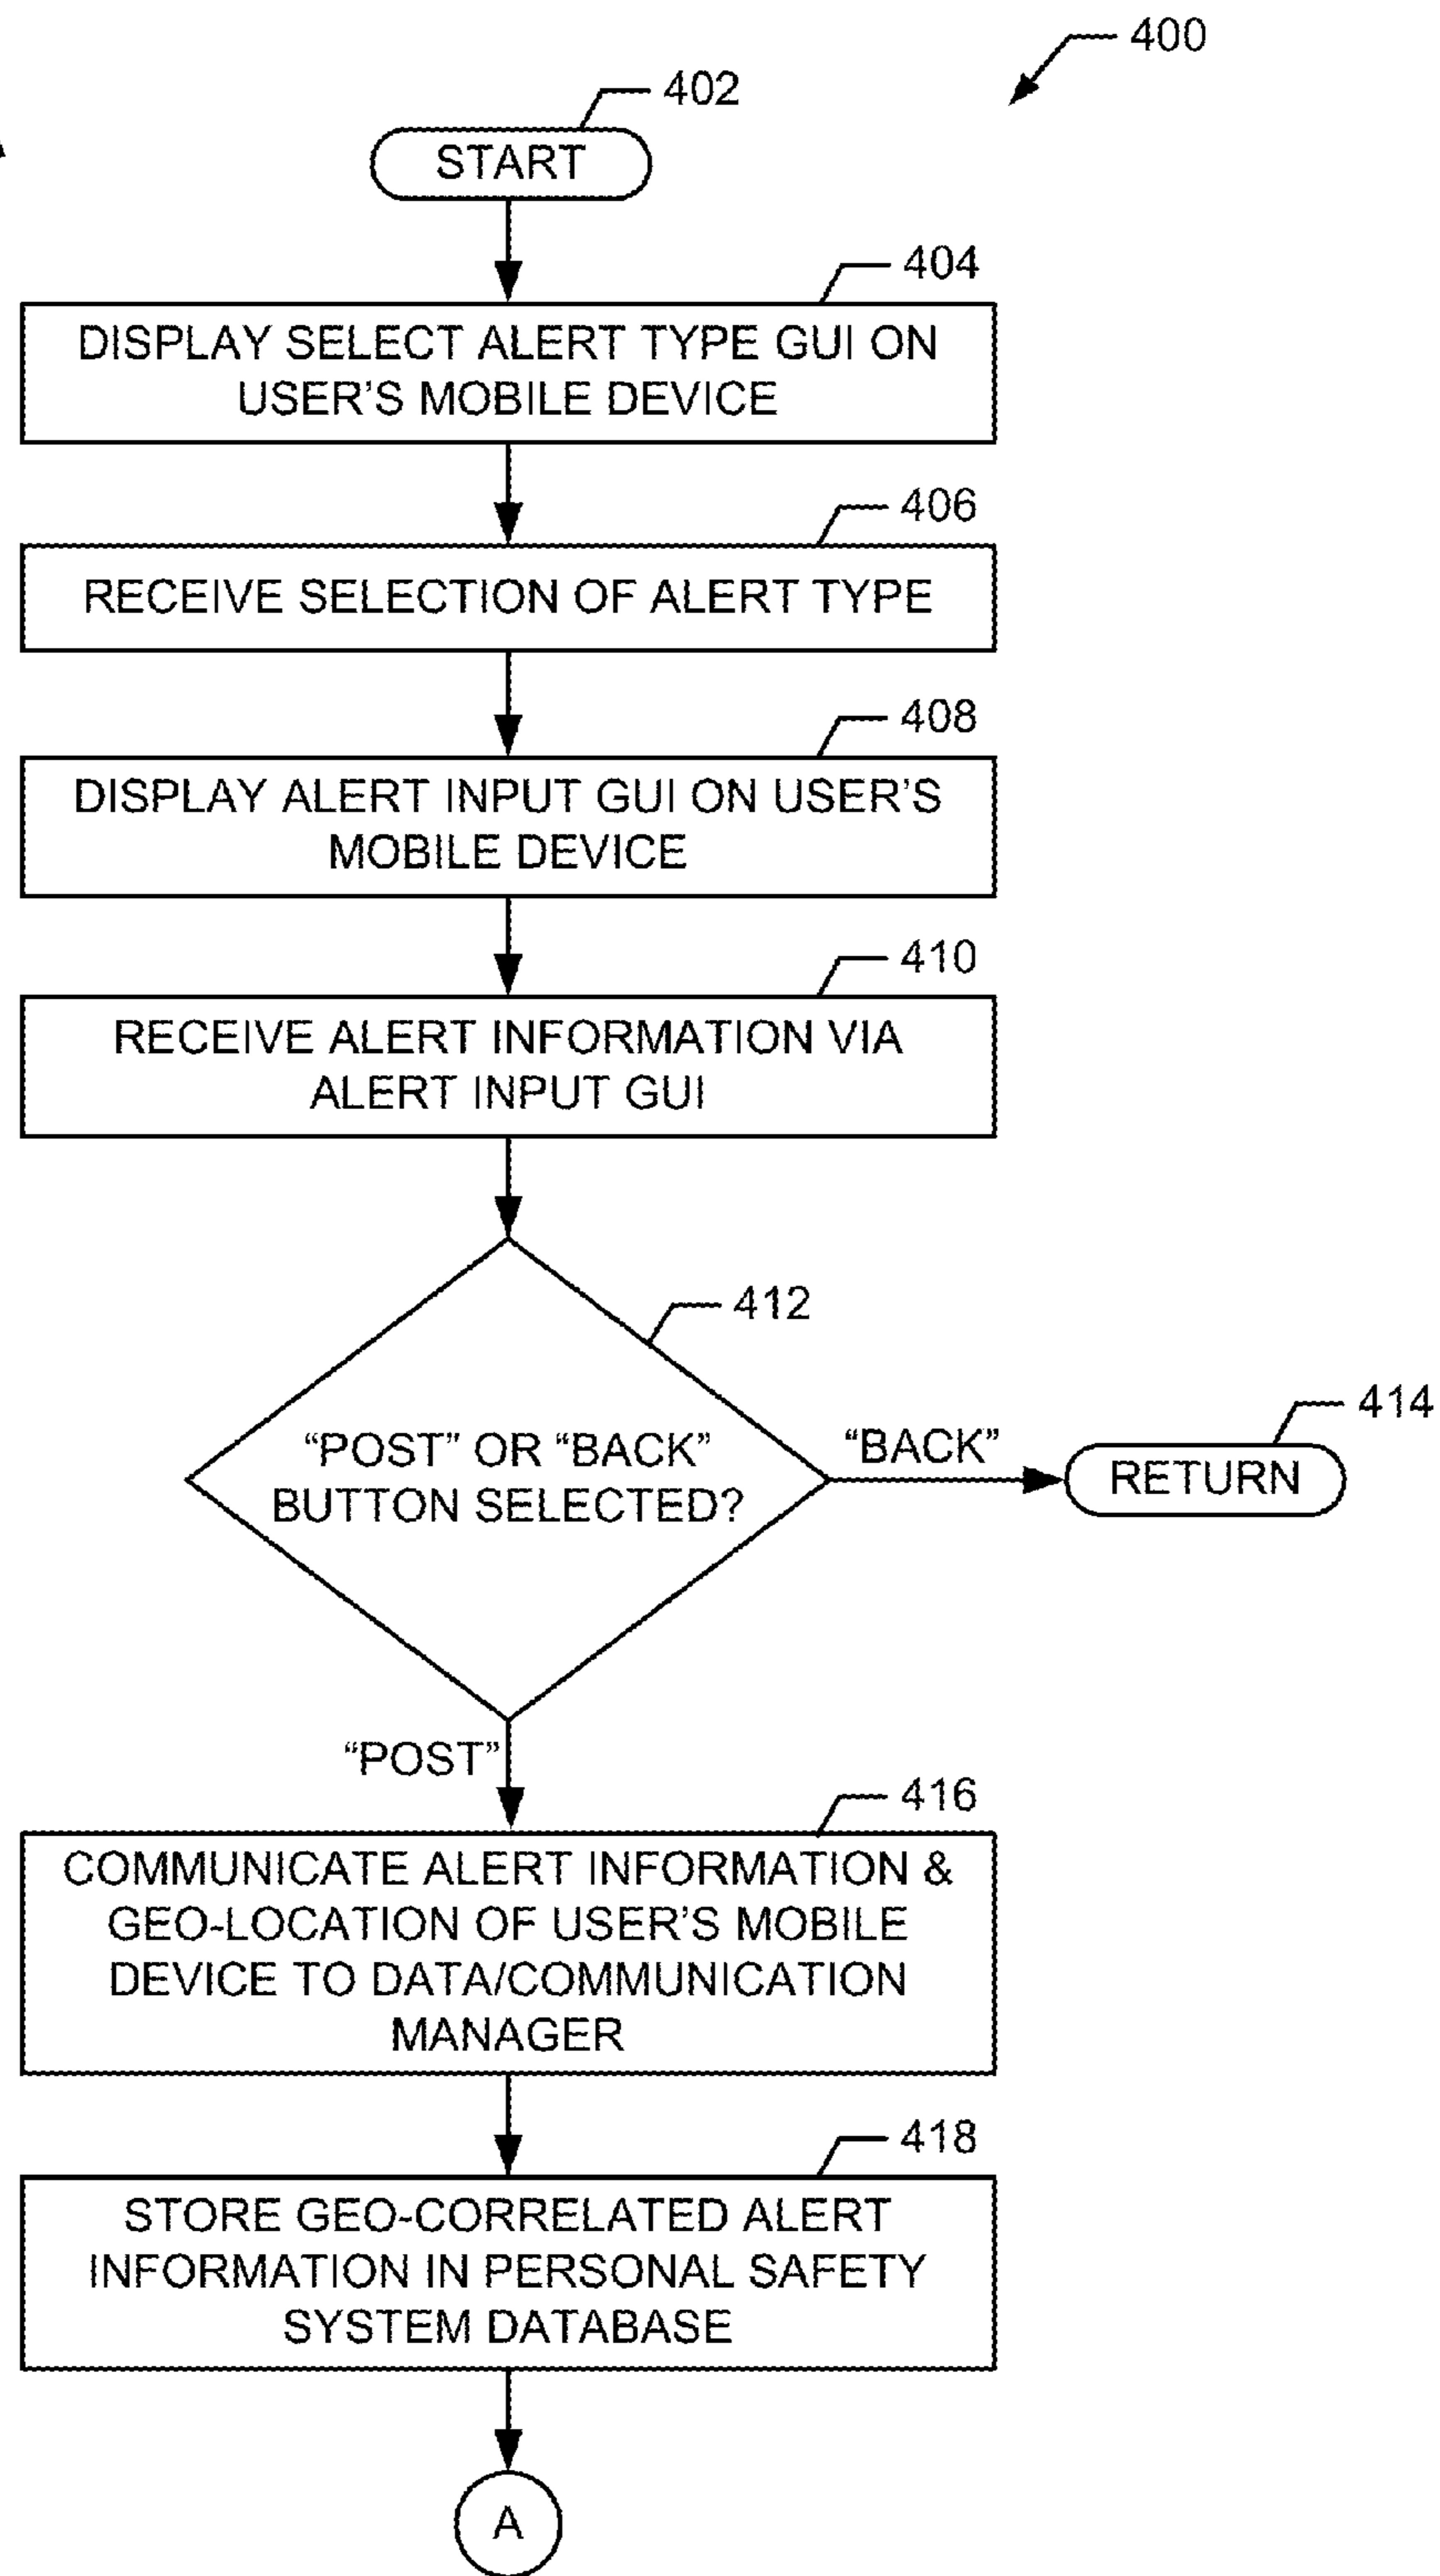 400
402
START
404
DISPLAY SELECT ALERT TYPE GUI ON
USER'S MOBILE DEVICE
406
RECEIVE SELECTION OF ALERT TYPE
408
DISPLAY ALERT INPUT GUI ON USER'S
MOBILE DEVICE
410
RECEIVE ALERT INFORMATION VIA
ALERT INPUT GUI
412
“POST” OR “BACK”
BUTTON SELECTED?
“BACK”
414
RETURN
“POST”
416
COMMUNICATE ALERT INFORMATION &
GEO-LOCATION OF USER'S MOBILE
DEVICE TO DATA/COMMUNICATION
MANAGER
418
STORE GEO-CORRELATED ALERT
INFORMATION IN PERSONAL SAFETY
SYSTEM DATABASE
A